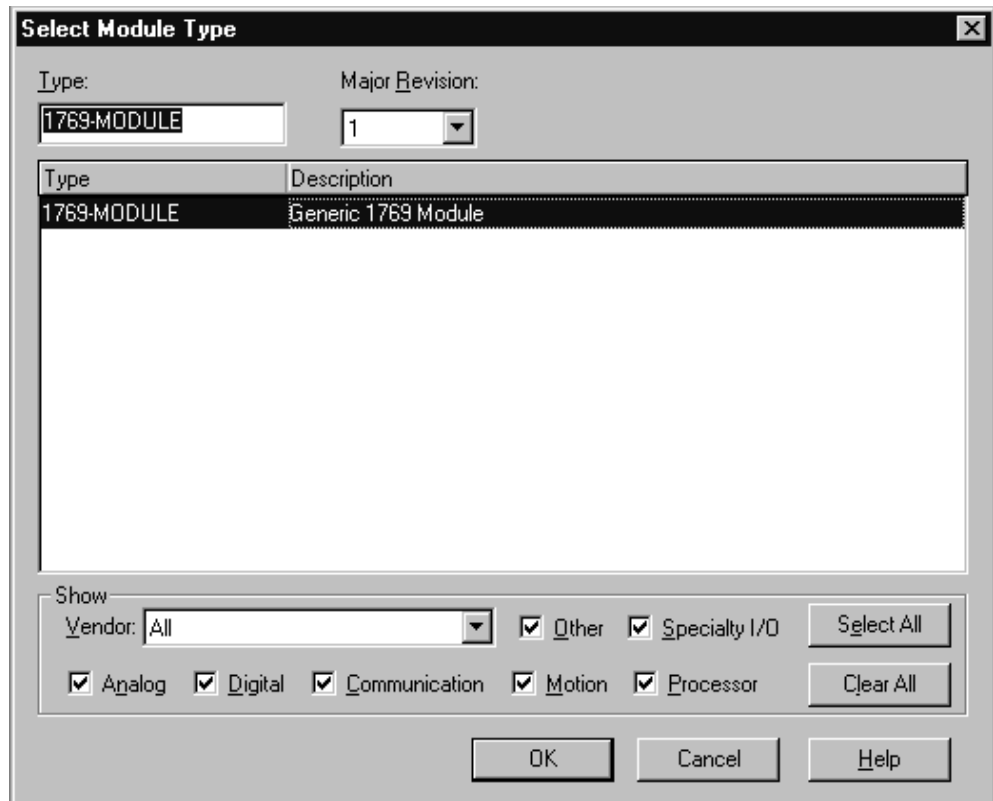 Select Module Type
Type: Major Revision:
1769-MODULE 1
Type Description
1769-MODULE Generic 1769 Module
Show
Vendor: All Other Specialty I/O Select All
Analog Digital Communication Motion Processor Clear All
OK Cancel Help